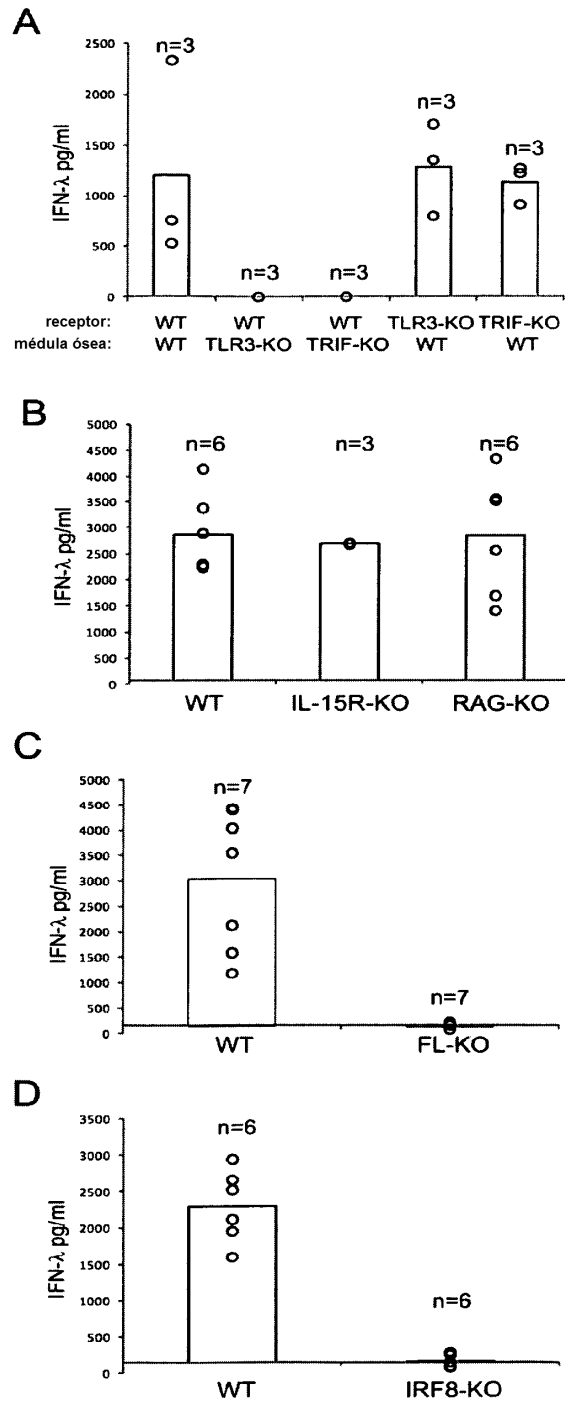 A
n=3
n=3
n=3
n=3
n=3
2500
2000
1500
1000
500
0
IFN-λ pg/ml
receptor: WT WT WT TLR3-KO TRIF-KO
médula ósea: WT TLR3-KO TRIF-KO WT WT
B
n=6 n=3 n=6
5000
4500
4000
3500
3000
2500
2000
1500
1000
500
0
IFN-λ pg/ml
WT IL-15R-KO RAG-KO
C
n=7
n=7
5000
4500
4000
3500
3000
2500
2000
1500
1000
500
0
IFN-λ pg/ml
WT FL-KO
D
n=6
n=6
3500
3000
2500
2000
1500
1000
500
0
IFN-λ pg/ml
WT IRF8-KO